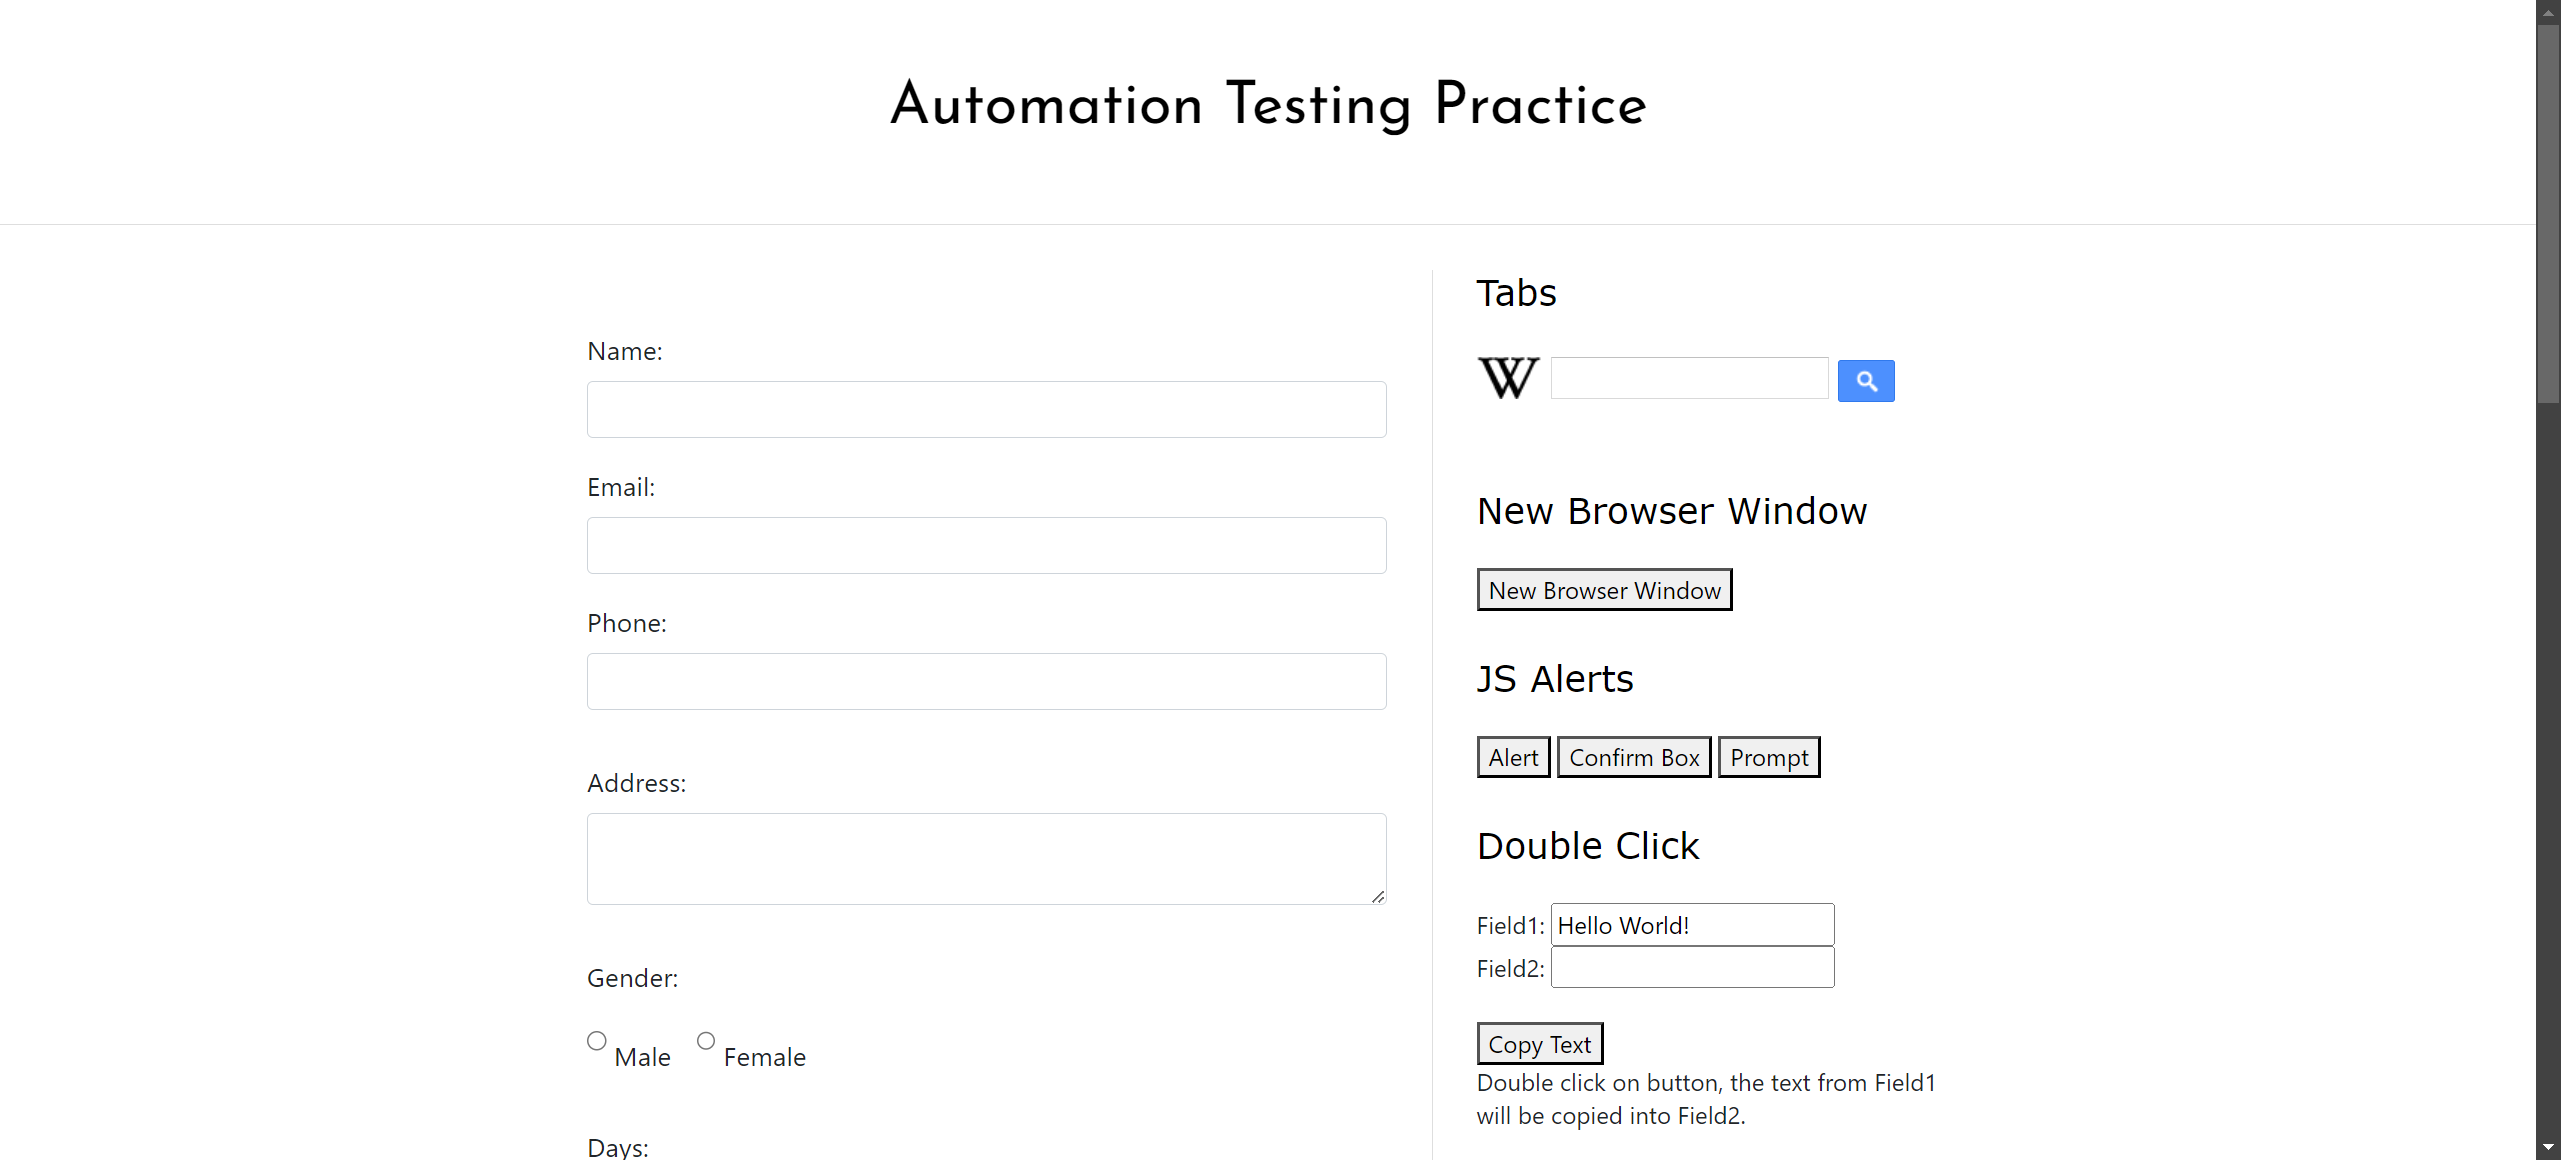 Automation Testing Practice
Name:
Email:
Phone:
Address:
Gender:
Male Female
Days:
Tabs
W
New Browser Window
New Browser Window
JS Alerts
Alert Confirm Box Prompt
Double Click
Field1: Hello World!
Field2:
Copy Text
Double click on button, the text from Field1
will be copied into Field2.